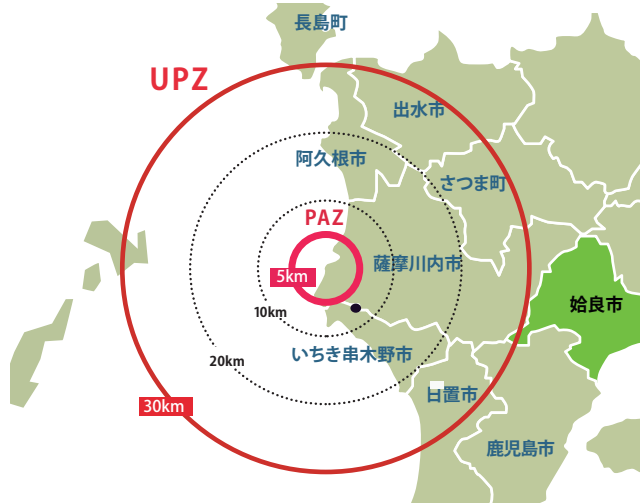 長島町
UPZ
出水市
阿久根市
さつま町
PAZ
薩摩川内市
5km
姶良市
10km
いちき串木野市
20km
日置市
30km
鹿児島市